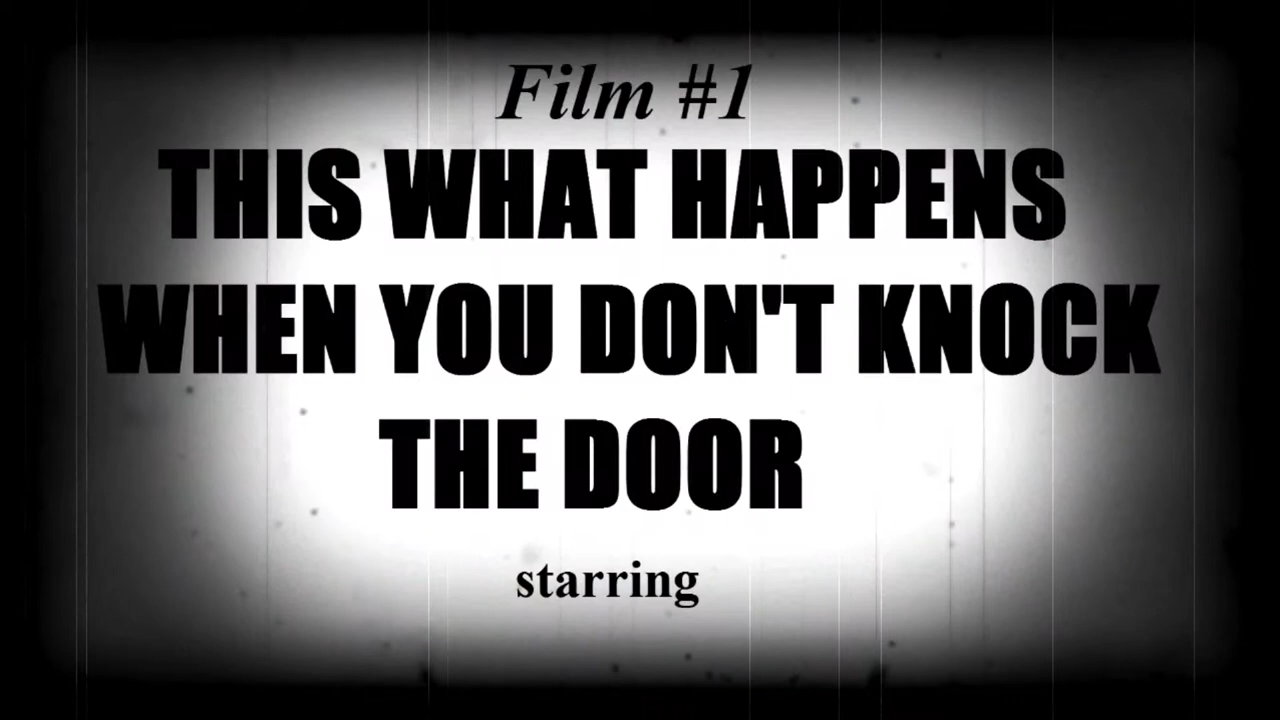 Film #1
THIS WHAT HAPPENS
WHEN YOU DON'T KNOCK
THE DOOR
starring